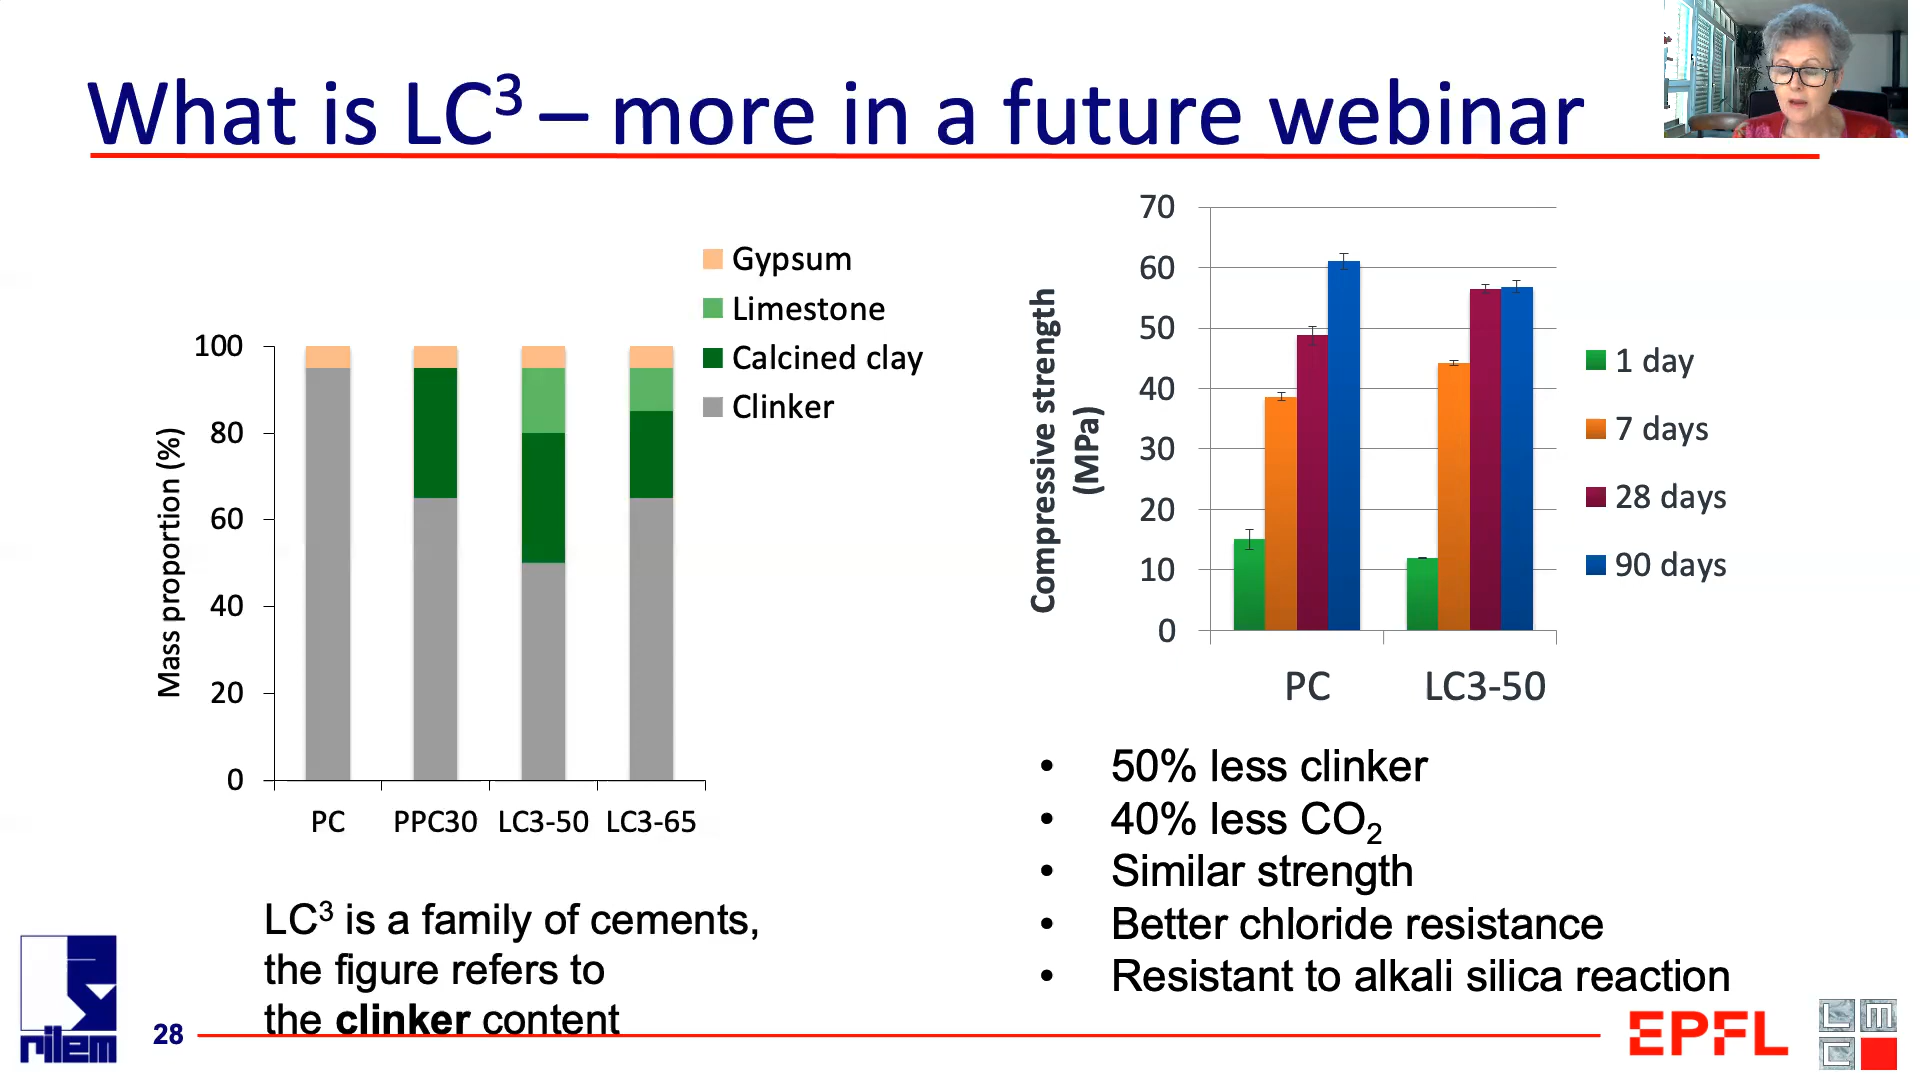 What is LC³ – more in a future webinar
Gypsum
Limestone
Calcined clay
Clinker
Mass proportion (%)
100
80
60
40
20
0
PC PPC30 LC3-50 LC3-65
LC³ is a family of cements,
the figure refers to
the clinker content
Compressive strength
(MPa)
70
60
50
40
30
20
10
0
PC LC3-50
1 day
7 days
28 days
90 days
• 50% less clinker
• 40% less CO₂
• Similar strength
• Better chloride resistance
• Resistant to alkali silica reaction
rilem
28
EPFL
L M
C